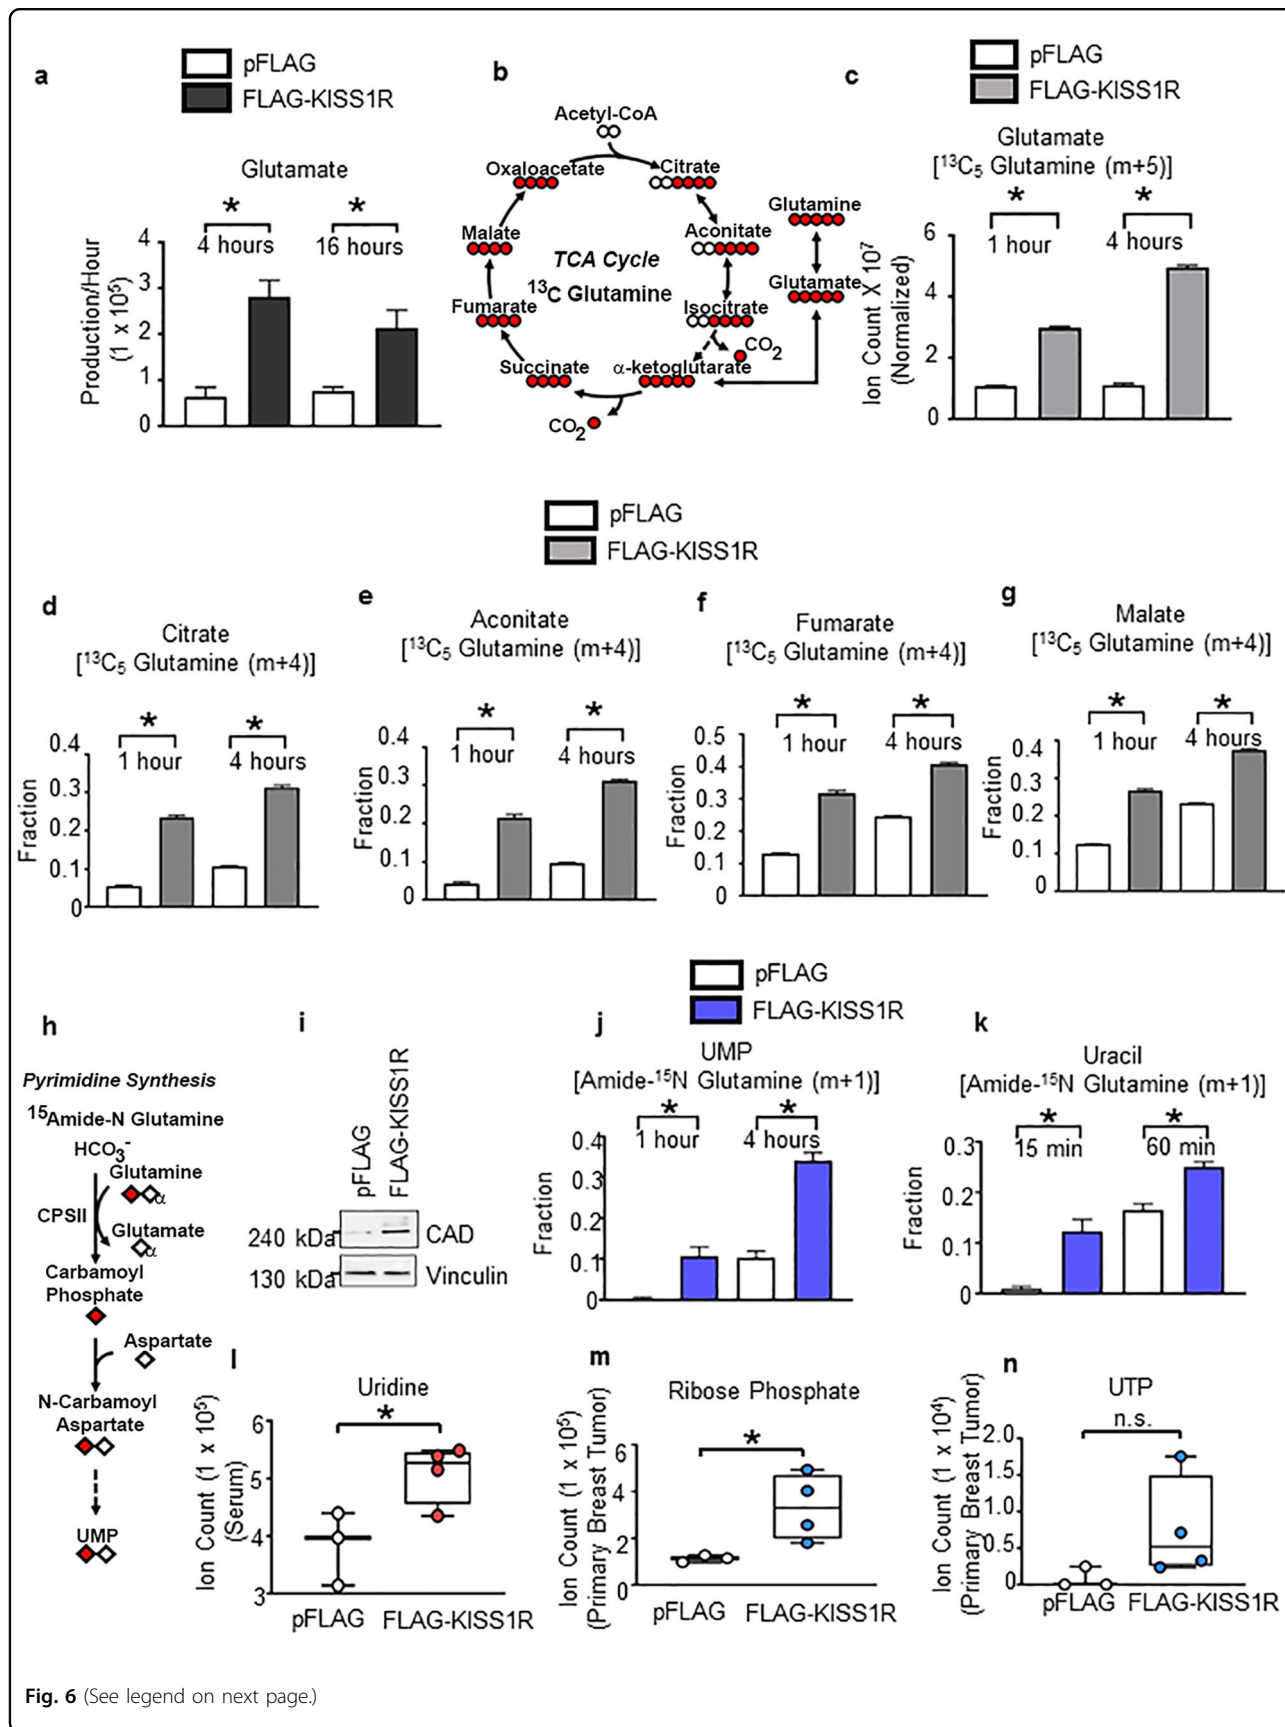 a
pFLAG
FLAG-KISS1R
Glutamate
*
*
4 hours
16 hours
Production/Hour
(1 x 10⁵)
4
3
2
1
0
b
Acetyl-CoA
Oxaloacetate
Citrate
Malate
Aconitate
Glutamine
TCA Cycle
¹³C Glutamine
Glutamate
Fumarate
Isocitrate
CO₂
Succinate
α-ketoglutarate
CO₂
c
pFLAG
FLAG-KISS1R
Glutamate
[¹³C₅ Glutamine (m+5)]
*
*
1 hour
4 hours
Ion Count X 10⁷
(Normalized)
6
4
2
0
pFLAG
FLAG-KISS1R
d
Citrate
[¹³C₅ Glutamine (m+4)]
*
*
1 hour
4 hours
Fraction
0.4
0.3
0.2
0.1
0
e
Aconitate
[¹³C₅ Glutamine (m+4)]
*
*
1 hour
4 hours
Fraction
0.4
0.3
0.2
0.1
0
f
Fumarate
[¹³C₅ Glutamine (m+4)]
*
*
1 hour
4 hours
Fraction
0.5
0.4
0.3
0.2
0.1
0
g
Malate
[¹³C₅ Glutamine (m+4)]
*
*
1 hour
4 hours
Fraction
0.4
0.3
0.2
0.1
0
h
Pyrimidine Synthesis
¹⁵Amide-N Glutamine
HCO₃⁻
Glutamine
α
CPSII
Glutamate
α
Carbamoyl
Phosphate
Aspartate
N-Carbamoyl
Aspartate
UMP
i
pFLAG
FLAG-KISS1R
240 kDa
CAD
130 kDa
Vinculin
pFLAG
FLAG-KISS1R
j
UMP
[Amide-¹⁵N Glutamine (m+1)]
*
*
1 hour
4 hours
Fraction
0.4
0.3
0.2
0.1
0
k
Uracil
[Amide-¹⁵N Glutamine (m+1)]
*
*
15 min
60 min
Fraction
0.3
0.2
0.1
0
l
Uridine
*
Ion Count (1 x 10⁵)
(Serum)
6
5
4
3
pFLAG
FLAG-KISS1R
m
Ribose Phosphate
*
Ion Count (1 x 10⁵)
(Primary Breast Tumor)
6
4
2
0
pFLAG
FLAG-KISS1R
n
UTP
n.s.
Ion Count (1 x 10⁴)
(Primary Breast Tumor)
2.0
1.5
1.0
0.5
0
pFLAG
FLAG-KISS1R
Fig. 6 (See legend on next page.)